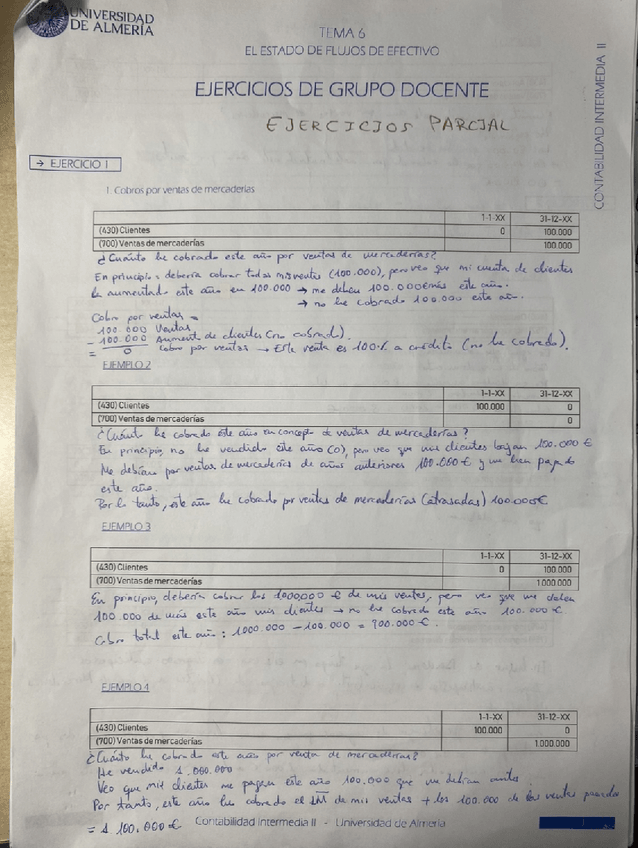 UNIVERSIDAD
DE ALMERÍA
TEMA 6
EL ESTADO DE FLUJOS DE EFECTIVO
EJERCICIOS DE GRUPO DOCENTE
EJERCICIOS PARCIAL
CONTABILIDAD INTERMEDIA II
→ EJERCICIO 1
1. Cobros por ventas de mercaderías
1-1-XX 31-12-XX
(430) Clientes 0 100.000
(700) Ventas de mercaderías 100.000
¿Cuánto he cobrado este año por ventas de mercaderías?
En principio debería cobrar todas mis ventas (100.000), pero veo que mi cuenta de clientes
ha aumentado este año en 100.000 → me deben 100.000 más este año.
→ no he cobrado 100.000 este año.
Cobro por ventas =
100.000 Ventas
- 100.000 Aument de clientes (no cobrado).
= 0 Cobro por ventas → Esta venta es 100% a crédito (no he cobrado).
EJEMPLO 2
1-1-XX 31-12-XX
(430) Clientes 100.000 0
(700) Ventas de mercaderías 0
¿Cuánto he cobrado este año en concepto de ventas de mercaderías?
En principio, no he vendido este año (0), pero veo que mis clientes bajan 100.000 €
Me debían por ventas de mercaderías de años anteriores 100.000 € y me han pagado
este año.
Por lo tanto, este año he cobrado por ventas de mercaderías (atrasadas) 100.000€
EJEMPLO 3
1-1-XX 31-12-XX
(430) Clientes 0 100.000
(700) Ventas de mercaderías 1.000.000
En principio, debería cobrar los 1000,000 € de mis ventas, pero veo que me deben
100.000 de más este año mis clientes → no he cobrado este año 100.000 €
Cobro total este año: 1000.000 - 100.000 = 900.000 €.
EJEMPLO 4
1-1-XX 31-12-XX
(430) Clientes 100.000 0
(700) Ventas de mercaderías 1.000.000
¿Cuánto he cobrado este año por venta de mercaderías?
He vendido 1.000.000
Veo que mis clientes me pagan este año 100.000 que me debían antes
Por tanto, este año he cobrado el 1M de mis ventas + los 100.000 de las ventas pasadas
= 1 100.000 €
Contabilidad Intermedia II - Universidad de Almería